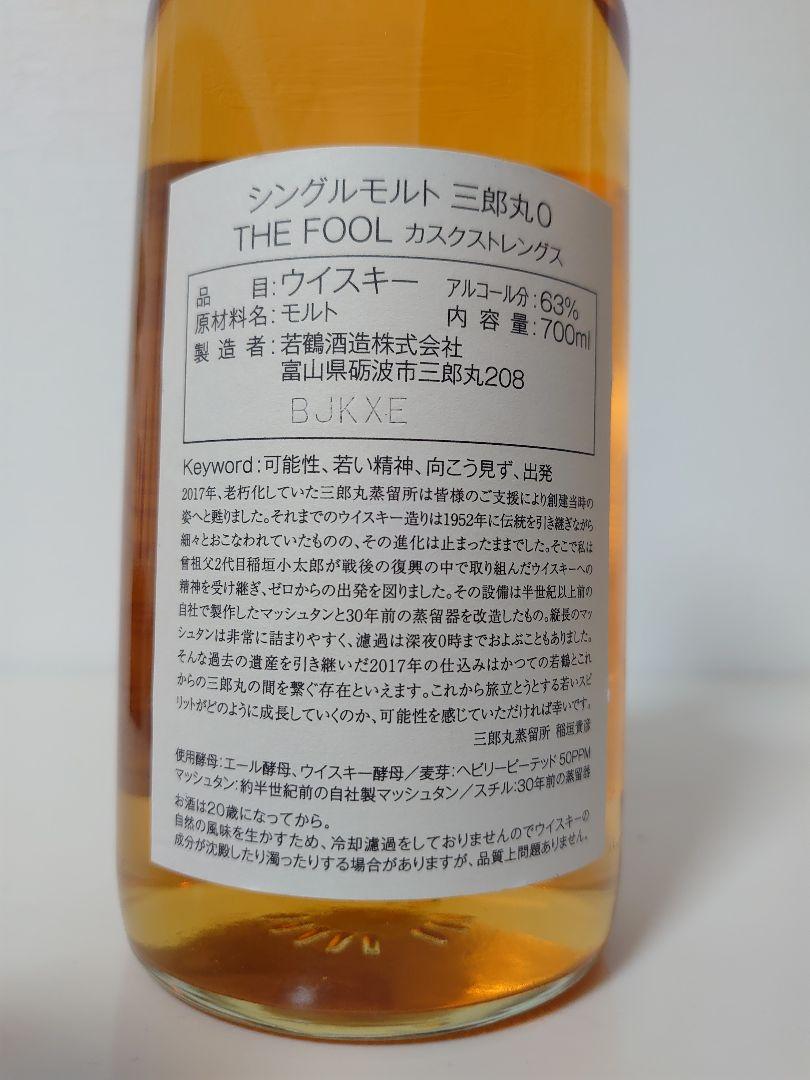 シングルモルト 三郎丸0
THE FOOL カスクストレングス
品 目:ウイスキー アルコール分:63%
原材料名:モルト 内容量:700ml
製造者:若鶴酒造株式会社
富山県砺波市三郎丸208
BJKXE
Keyword:可能性、若い精神、向こう見ず、出発
2017年、老朽化していた三郎丸蒸留所は皆様のご支援により創建当時の
姿へと甦りました。それまでのウイスキー造りは1952年に伝統を引き継ぎながら
細々とおこなわれていたものの、その進化は止まったままでした。そこで私は
曾祖父2代目稲垣小太郎が戦後の復興の中で取り組んだウイスキーへの
精神を受け継ぎ、ゼロからの出発を図りました。その設備は半世紀以上前の
自社で製作したマッシュタンと30年前の蒸留器を改造したもの。縦長のマッ
シュタンは非常に詰まりやすく、濾過は深夜0時までおよぶこともありました。
そんな過去の遺産を引き継いだ2017年の仕込みはかつての若鶴とこれ
からの三郎丸の間を繋ぐ存在といえます。これから旅立とうとする若いスピ
リットがどのように成長していくのか、可能性を感じていただければ幸いです。
三郎丸蒸留所 稲垣貴彦
使用酵母:エール酵母、ウイスキー酵母/麦芽:ヘビリーピーテッド50PPM
マッシュタン:約半世紀前の自社製マッシュタン/スチル:30年前の蒸留器
お酒は20歳になってから。
自然の風味を生かすため、冷却濾過をしておりませんのでウイスキーの
成分が沈殿したり濁ったりする場合がありますが、品質上問題ありません。